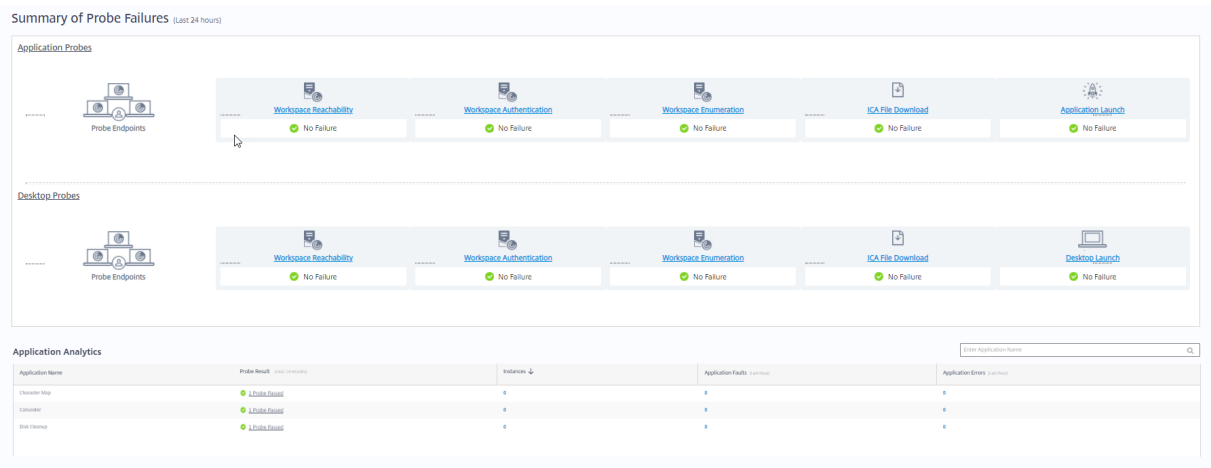 Summary of Probe Failures (Last 24 hours)
Application Probes
Probe Endpoints
Workspace Reachability
No Failure
Workspace Authentication
No Failure
Workspace Enumeration
No Failure
ICA File Download
No Failure
Application Launch
No Failure
Desktop Probes
Probe Endpoints
Workspace Reachability
No Failure
Workspace Authentication
No Failure
Workspace Enumeration
No Failure
ICA File Download
No Failure
Desktop Launch
No Failure
Application Analytics
Enter Application Name
Application Name Probe Result Instances Application Faults (Last Hour) Application Errors (Last Hour)
Character Map 1 Probe Passed 0 0 0
1 Probe Passed 0 0 0
Disk Cleanup 1 Probe Passed 0 0 0